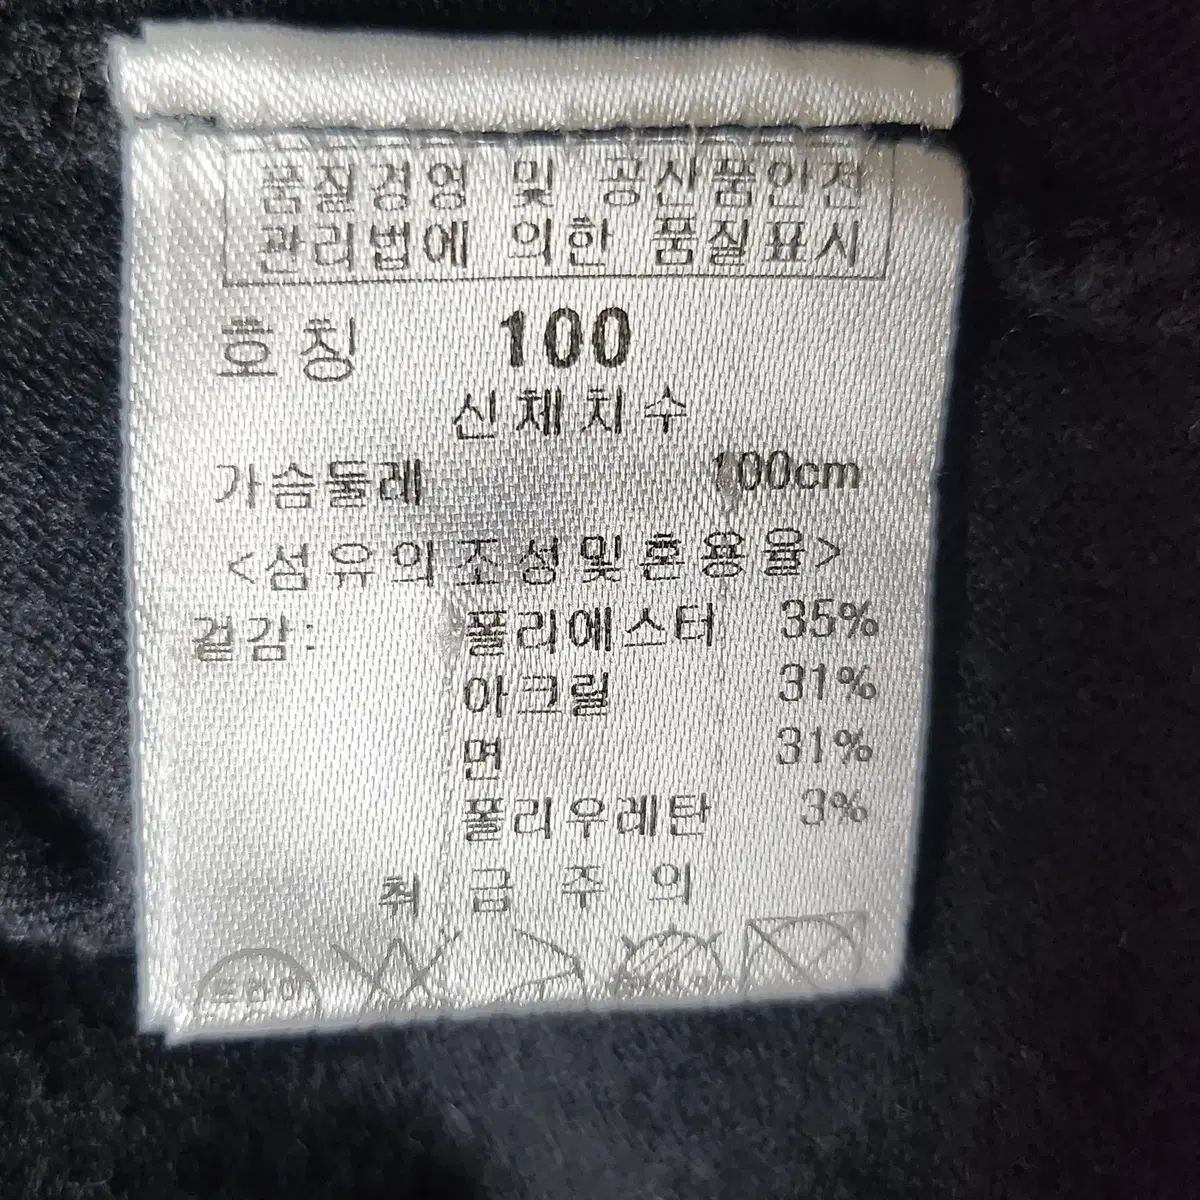 품질경영 및 공산품안전
관리법에 의한 품질표시
호칭 100
신체치수
가슴둘레 100cm
<섬유의조성및혼용율>
겉감: 폴리에스터 35%
아크릴 31%
면 31%
폴리우레탄 3%
취급주의
드라이